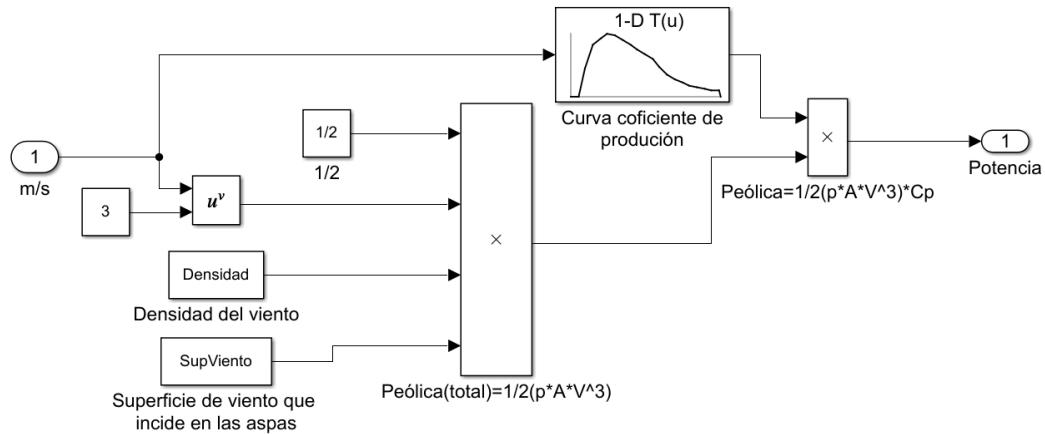 1-D T(u)
Curva coficiente de
produción
1/2
1/2
1
m/s
3
u^v
×
×
Peólica=1/2(p*A*V^3)*Cp
1
Potencia
Densidad
Densidad del viento
SupViento
Superficie de viento que
incide en las aspas
Peólica(total)=1/2(p*A*V^3)